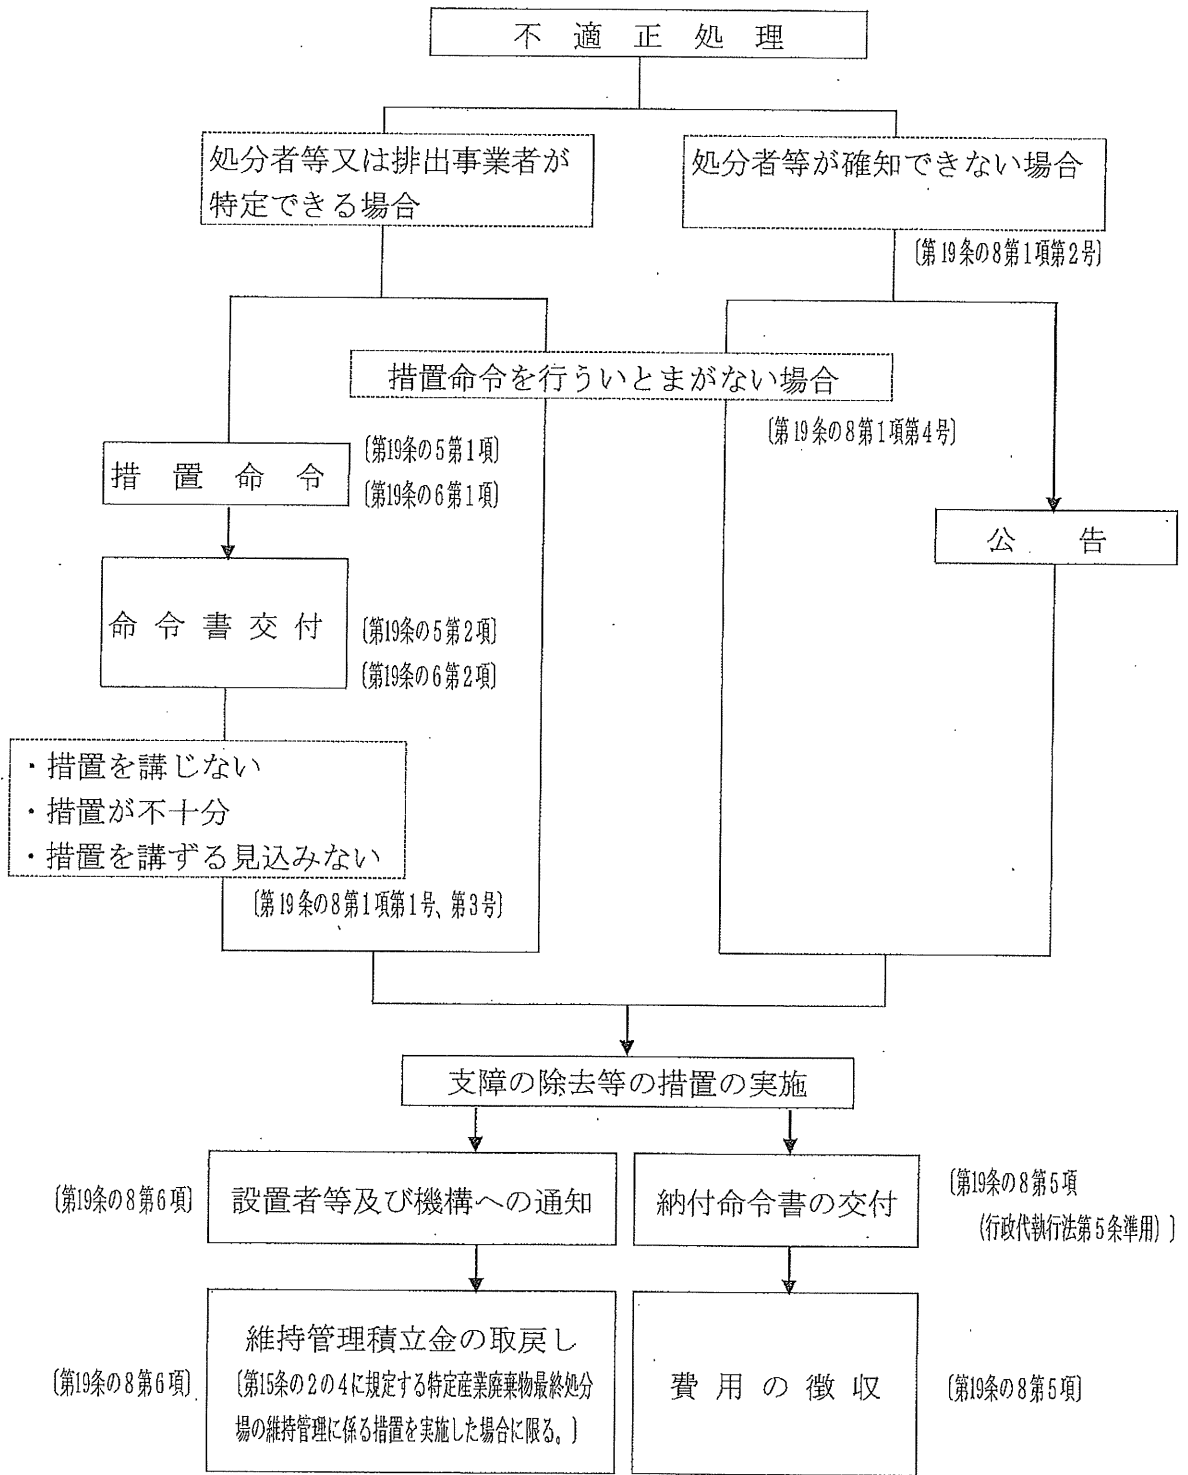 不適正処理
処分者等又は排出事業者が
特定できる場合
処分者等が確知できない場合
〔第19条の8第1項第2号〕
措置命令を行ういとまがない場合
〔第19条の8第1項第4号〕
措置命令
〔第19条の5第1項〕
〔第19条の6第1項〕
公告
命令書交付
〔第19条の5第2項〕
〔第19条の6第2項〕
・措置を講じない
・措置が不十分
・措置を講ずる見込みない
〔第19条の8第1項第1号、第3号〕
支障の除去等の措置の実施
〔第19条の8第6項〕
設置者等及び機構への通知
納付命令書の交付
〔第19条の8第5項
(行政代執行法第5条準用)〕
〔第19条の8第6項〕
維持管理積立金の取戻し
〔第15条の2の4に規定する特定産業廃棄物最終処分
場の維持管理に係る措置を実施した場合に限る。〕
費用の徴収
〔第19条の8第5項〕